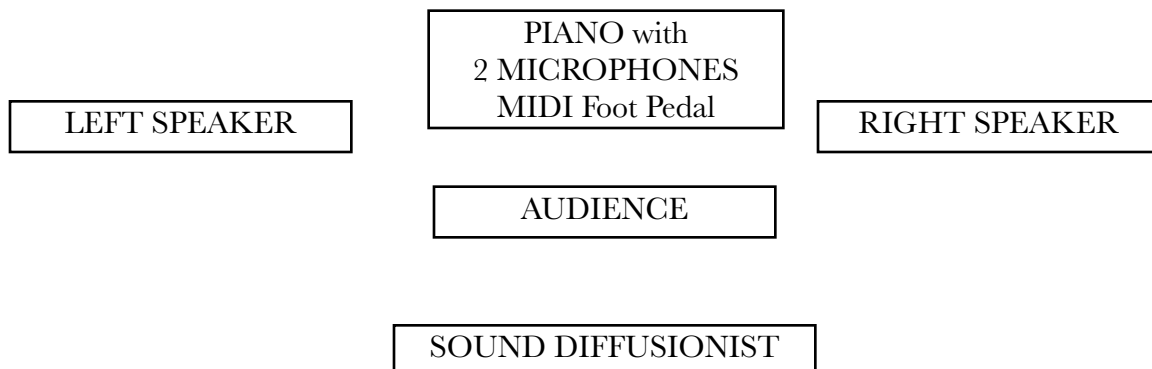 PIANO with
2 MICROPHONES
MIDI Foot Pedal
LEFT SPEAKER
RIGHT SPEAKER
AUDIENCE
SOUND DIFFUSIONIST